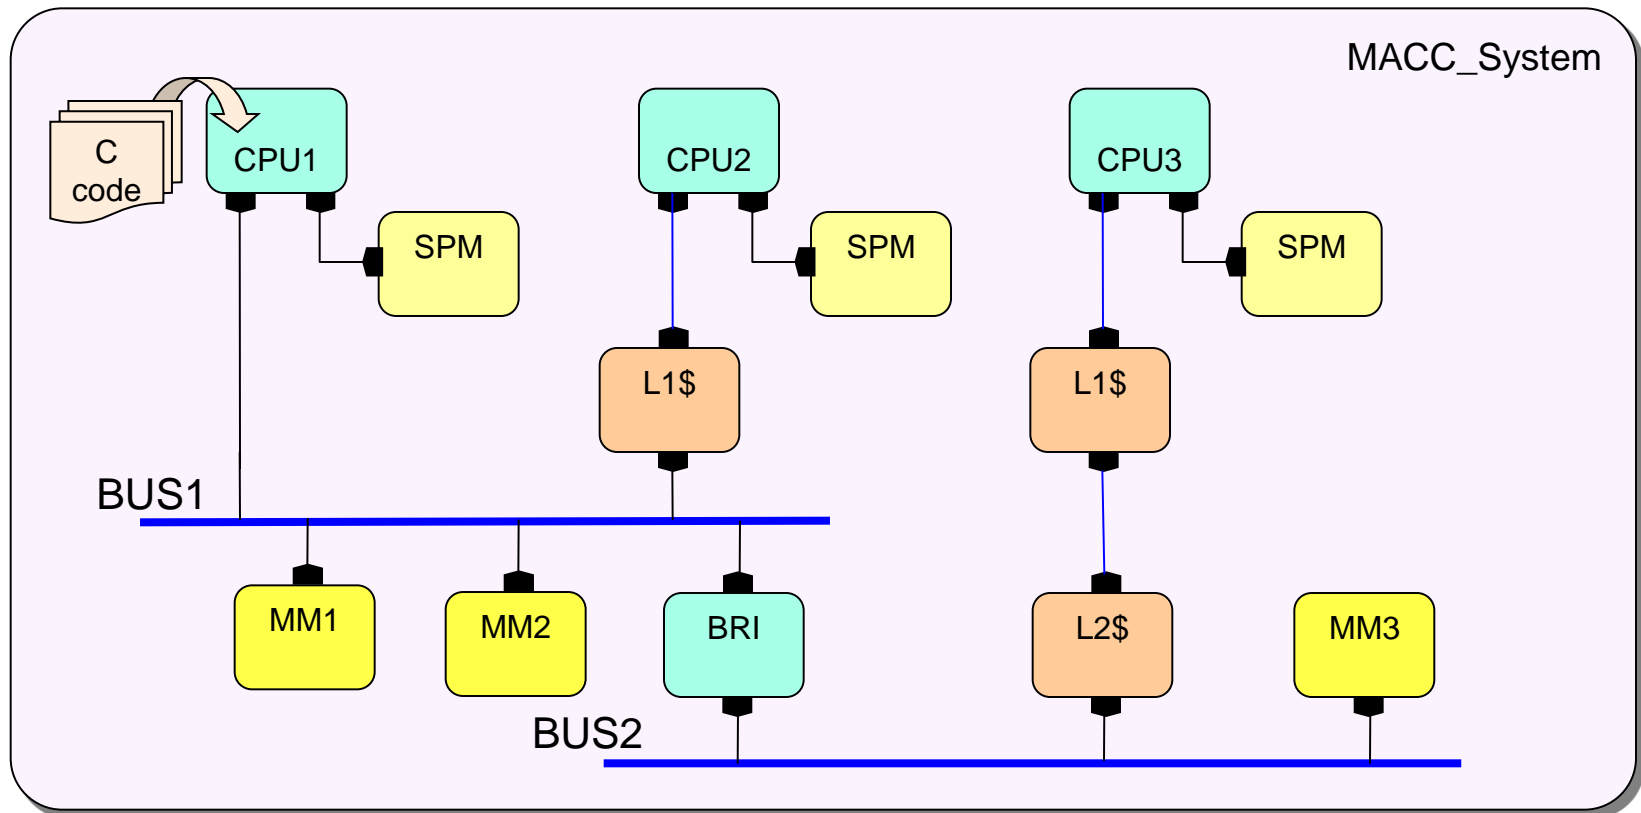 MACC_System
C
code
CPU1
CPU2
CPU3
SPM
SPM
SPM
L1$
L1$
BUS1
MM1
MM2
BRI
L2$
MM3
BUS2